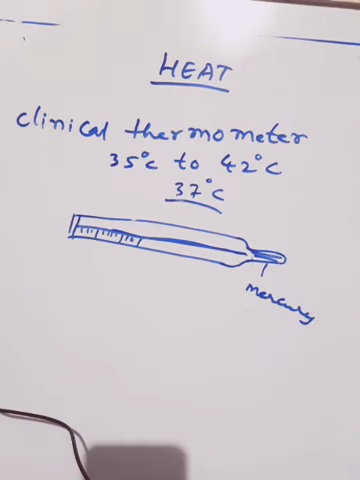 HEAT
clinical thermometer
35°c to 42°c
37°c
mercury